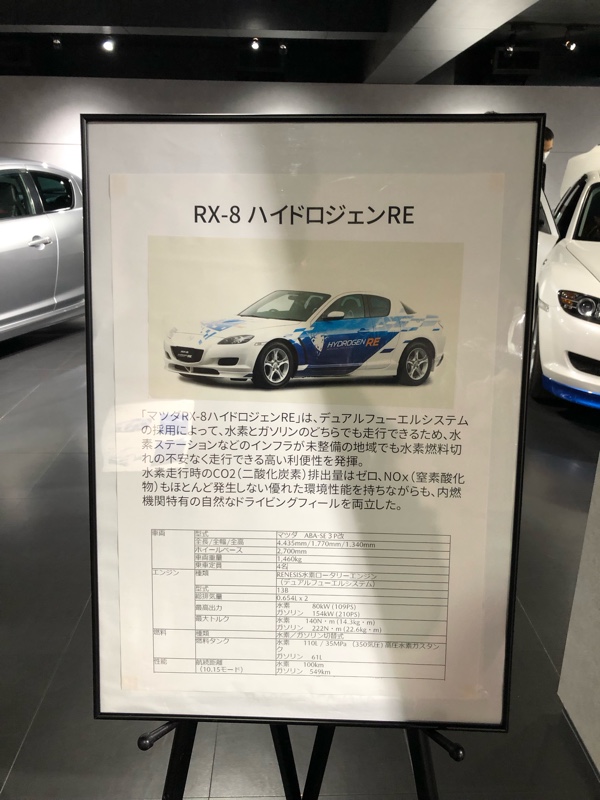 RX-8 ハイドロジェンRE
HYDROGEN RE
「マツダRX-8ハイドロジェンRE」は、デュアルフューエルシステム
の採用によって、水素とガソリンのどちらでも走行できるため、水
素ステーションなどのインフラが未整備の地域でも水素燃料切
れの不安なく走行できる高い利便性を発揮。
水素走行時のCO2（二酸化炭素）排出量はゼロ、NOx（窒素酸化
物）もほとんど発生しない優れた環境性能を持ちながらも、内燃
機関特有の自然なドライビングフィールを両立した。
車両 型式 マツダ ABA-SE３P改
全長/全幅/全高 4.435mm/1.770mm/1.340mm
ホイールベース 2,700mm
車両重量 1,460kg
乗車定員 4名
エンジン 種類 RENESIS水素ロータリーエンジン
（デュアルフューエルシステム）
型式 13B
総排気量 0.654L x 2
最高出力 水素 80kW (109PS)
ガソリン 154kW (210PS)
最大トルク 水素 140N・m (14.3kg・m)
ガソリン 222N・m (22.6kg・m)
燃料 種類 水素／ガソリン切替式
燃料タンク 水素 110L / 35MPa （350気圧) 高圧水素ガスタン
ク
ガソリン 61L
性能 航続距離 水素 100km
（10.15モード） ガソリン 549km